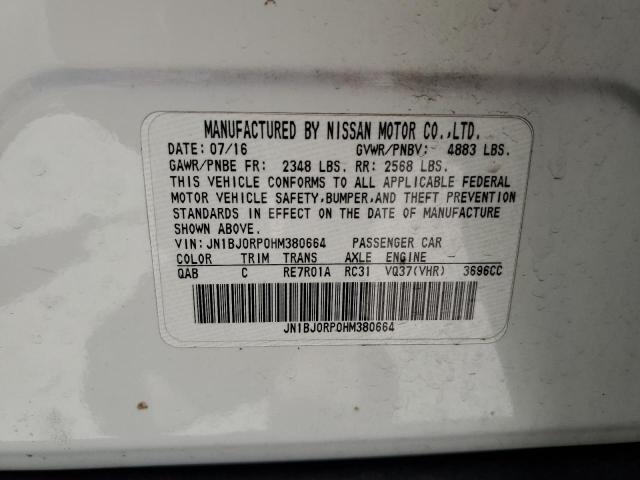 MANUFACTURED BY NISSAN MOTOR CO.,LTD.
DATE: 07/16 GVWR/PNBV: 4883 LBS.
GAWR/PNBE FR: 2348 LBS. RR: 2568 LBS.
THIS VEHICLE CONFORMS TO ALL APPLICABLE FEDERAL
MOTOR VEHICLE SAFETY,BUMPER,AND THEFT PREVENTION
STANDARDS IN EFFECT ON THE DATE OF MANUFACTURE
SHOWN ABOVE.
VIN: JN1BJ0RP0HM380664 PASSENGER CAR
COLOR TRIM TRANS AXLE ENGINE
QAB C RE7R01A RC31 VQ37(VHR) 3696CC
JN1BJ0RP0HM380664